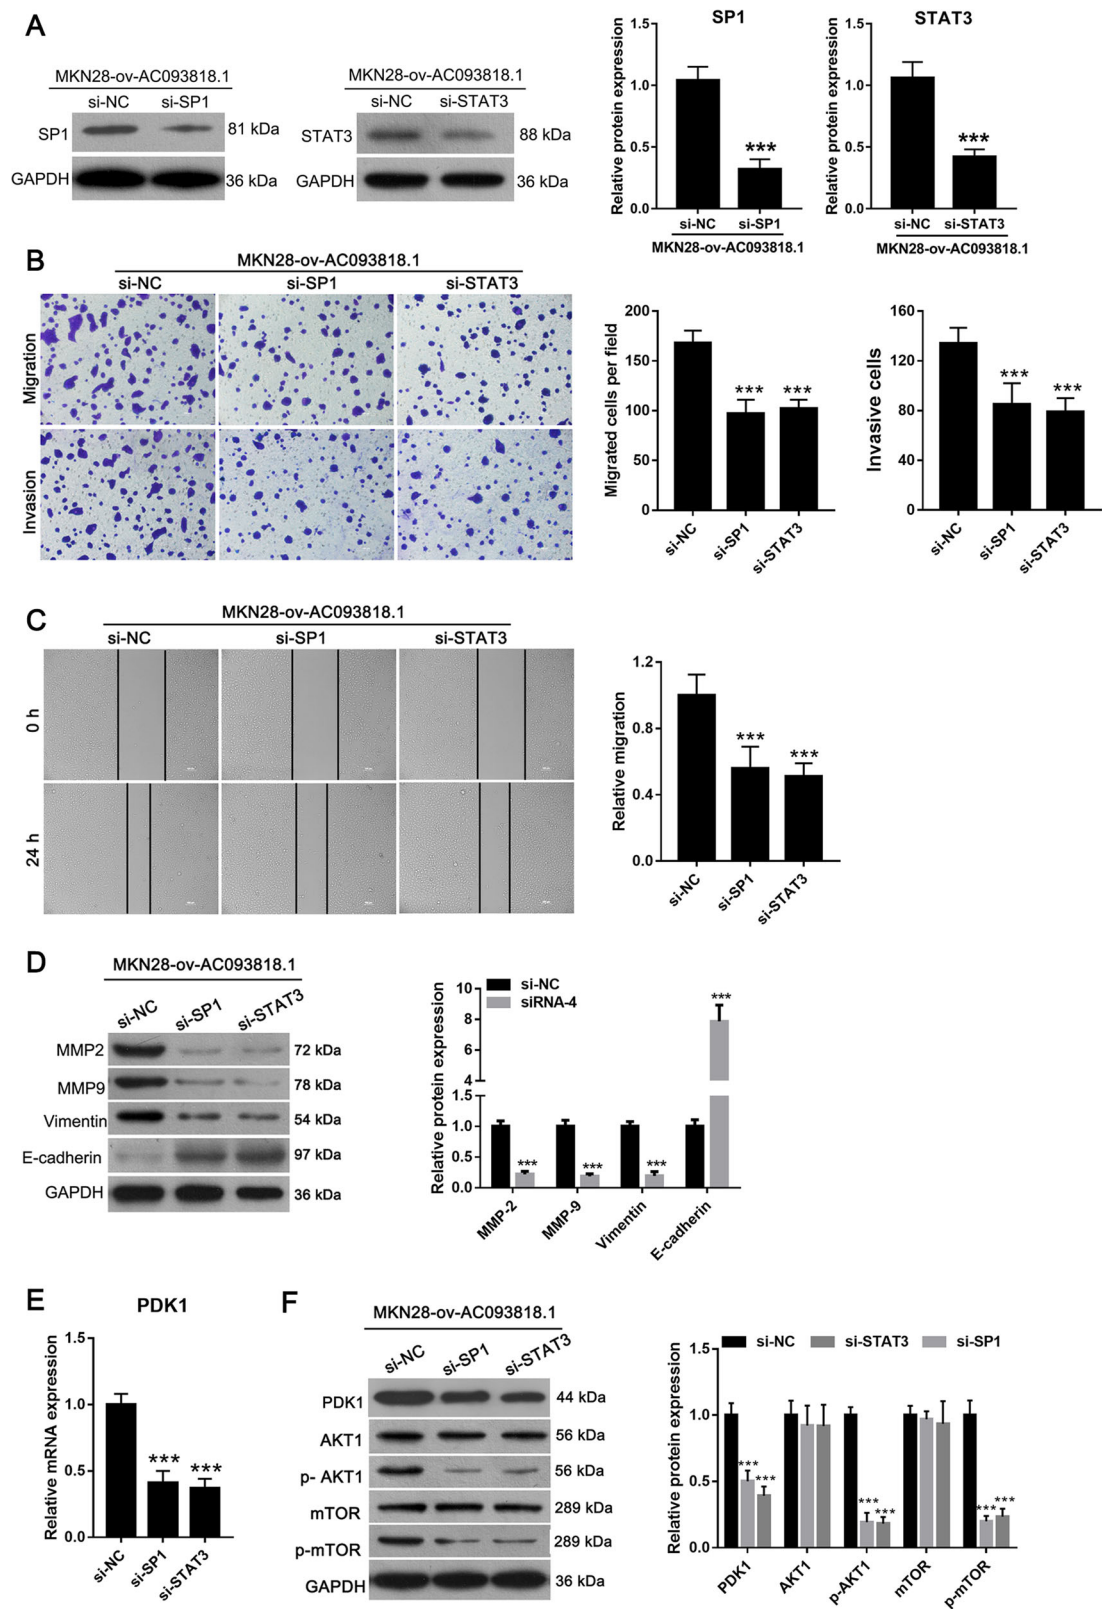 A
MKN28-ov-AC093818.1
si-NC si-SP1
SP1 81 kDa
GAPDH 36 kDa
MKN28-ov-AC093818.1
si-NC si-STAT3
STAT3 88 kDa
GAPDH 36 kDa
SP1
Relative protein expression
1.5
1.0
0.5
0.0
***
si-NC si-SP1
MKN28-ov-AC093818.1
STAT3
Relative protein expression
1.5
1.0
0.5
0.0
***
si-NC si-STAT3
MKN28-ov-AC093818.1
B
MKN28-ov-AC093818.1
si-NC si-SP1 si-STAT3
Migration
Invasion
Migrated cells per field
200
150
100
50
0
*** ***
si-NC si-SP1 si-STAT3
Invasive cells
160
120
80
40
0
*** ***
si-NC si-SP1 si-STAT3
C
MKN28-ov-AC093818.1
si-NC si-SP1 si-STAT3
0 h
24 h
Relative migration
1.2
0.8
0.4
0.0
*** ***
si-NC si-SP1 si-STAT3
D
MKN28-ov-AC093818.1
si-NC si-SP1 si-STAT3
MMP2 72 kDa
MMP9 78 kDa
Vimentin 54 kDa
E-cadherin 97 kDa
GAPDH 36 kDa
si-NC
siRNA-4
Relative protein expression
10
8
6
4
1.5
1.0
0.5
0.0
*** *** *** ***
MMP-2 MMP-9 Vimentin E-cadherin
E
PDK1
Relative mRNA expression
1.5
1.0
0.5
0.0
*** ***
si-NC si-SP1 si-STAT3
F
MKN28-ov-AC093818.1
si-NC si-SP1 si-STAT3
PDK1 44 kDa
AKT1 56 kDa
p- AKT1 56 kDa
mTOR 289 kDa
p-mTOR 289 kDa
GAPDH 36 kDa
si-NC si-STAT3 si-SP1
Relative protein expression
1.5
1.0
0.5
0.0
*** *** *** *** *** ***
PDK1 AKT1 p-AKT1 mTOR p-mTOR